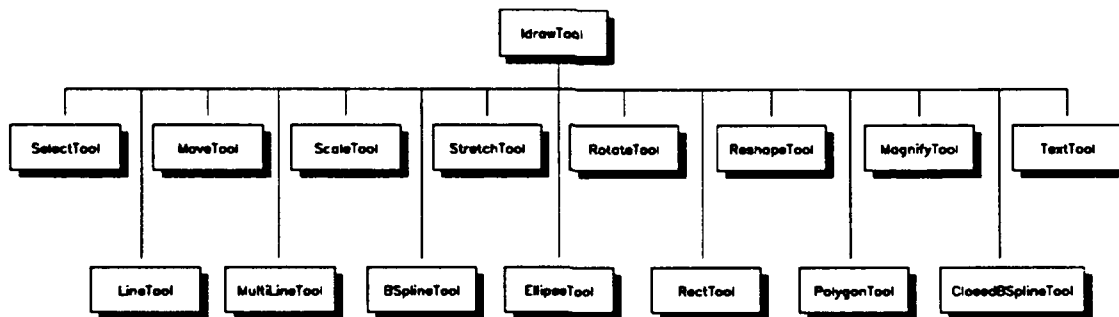 IdrawTool
SelectTool MoveTool ScaleTool StretchTool RotateTool ReshapeTool MagnifyTool TextTool
LineTool MultiLineTool BSplineTool EllipseTool RectTool PolygonTool ClosedBSplineTool